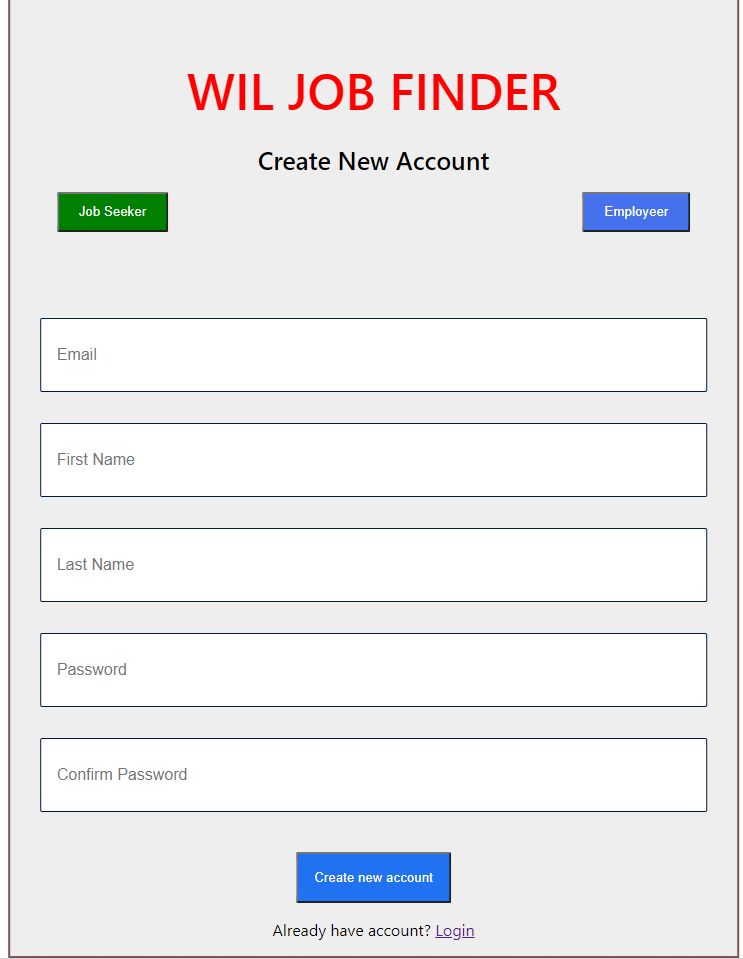 WIL JOB FINDER
Create New Account
Job Seeker Employeer
Email
First Name
Last Name
Password
Confirm Password
Create new account
Already have account? Login